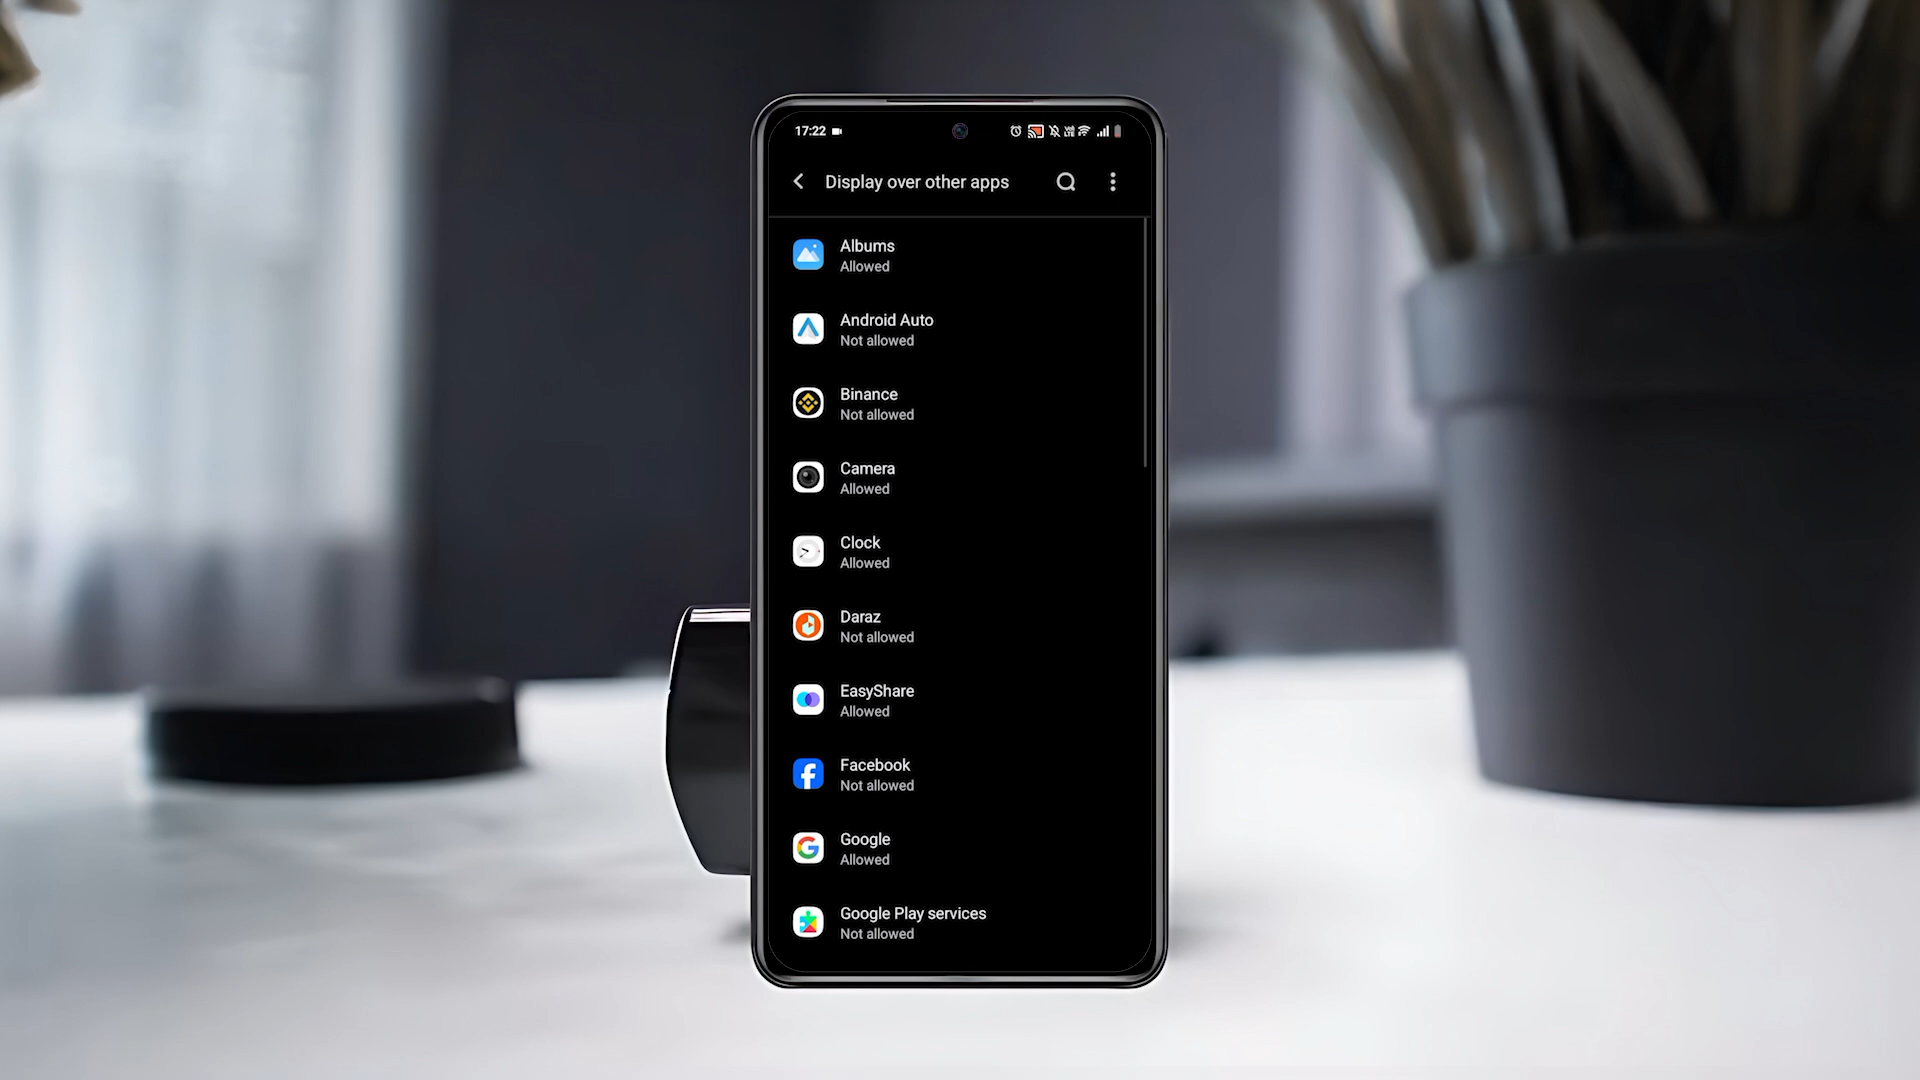 17:22
Display over other apps
Albums
Allowed
Android Auto
Not allowed
Binance
Not allowed
Camera
Allowed
Clock
Allowed
Daraz
Not allowed
EasyShare
Allowed
Facebook
Not allowed
Google
Allowed
Google Play services
Not allowed